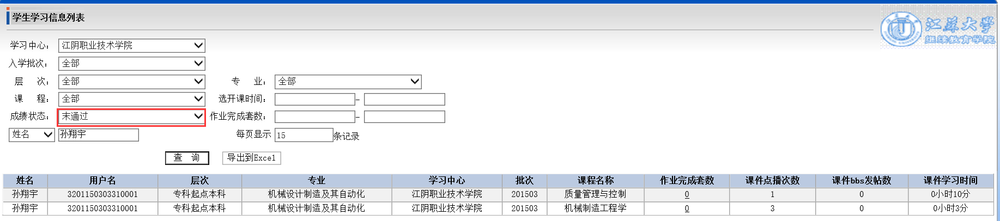 学生学习信息列表
江苏大学
继续教育学院
学习中心： 江阴职业技术学院
入学批次： 全部
层 次： 全部 专 业： 全部
课 程： 全部 选开课时间： -
成绩状态： 未通过 作业完成套数： -
姓名 孙翔宇 每页显示 15 条记录
查 询 导出到Excel
姓名 用户名 层次 专业 学习中心 批次 课程名称 作业完成套数 课件点播次数 课件bbs发帖数 课件学习时间
孙翔宇 3201150303310001 专科起点本科 机械设计制造及其自动化 江阴职业技术学院 201503 质量管理与控制 0 1 0 0小时10分
孙翔宇 3201150303310001 专科起点本科 机械设计制造及其自动化 江阴职业技术学院 201503 机械制造工程学 0 3 0 0小时3分